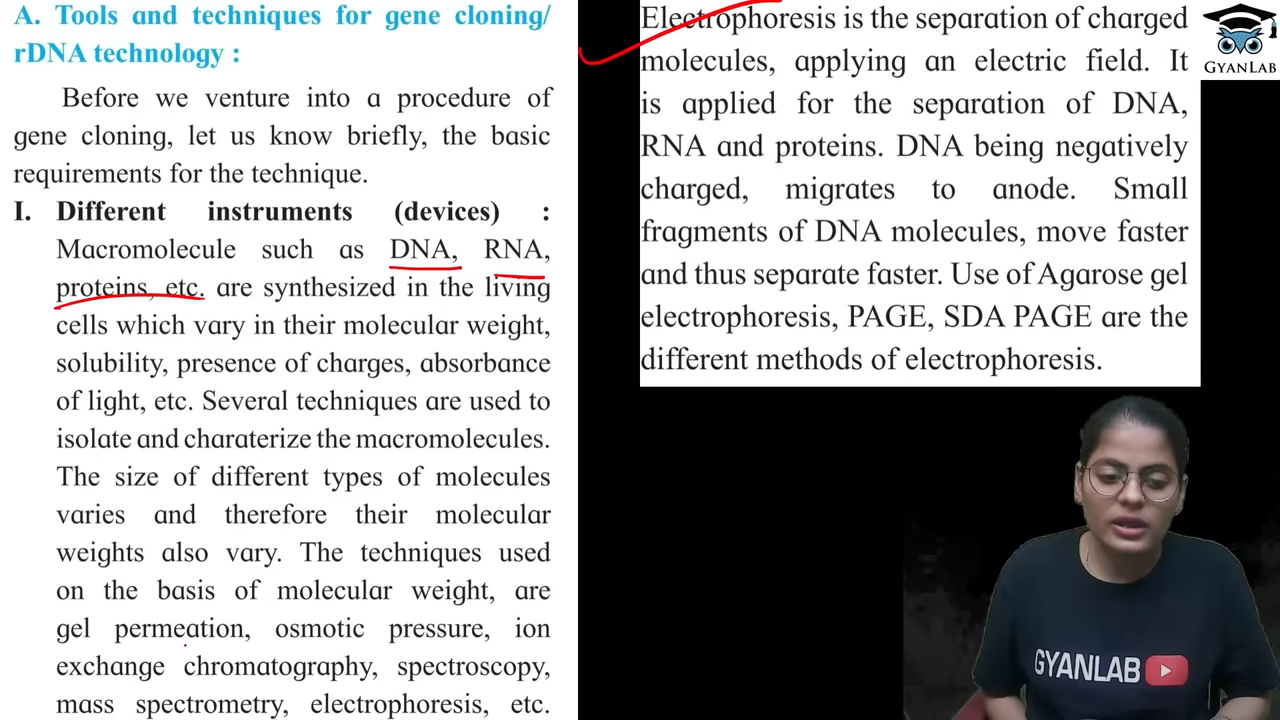 A. Tools and techniques for gene cloning/
rDNA technology :
Before we venture into a procedure of
gene cloning, let us know briefly, the basic
requirements for the technique.
I. Different instruments (devices) :
Macromolecule such as DNA, RNA,
proteins, etc. are synthesized in the living
cells which vary in their molecular weight,
solubility, presence of charges, absorbance
of light, etc. Several techniques are used to
isolate and charaterize the macromolecules.
The size of different types of molecules
varies and therefore their molecular
weights also vary. The techniques used
on the basis of molecular weight, are
gel permeation, osmotic pressure, ion
exchange chromatography, spectroscopy,
mass spectrometry, electrophoresis, etc.
Electrophoresis is the separation of charged
molecules, applying an electric field. It
is applied for the separation of DNA,
RNA and proteins. DNA being negatively
charged, migrates to anode. Small
fragments of DNA molecules, move faster
and thus separate faster. Use of Agarose gel
electrophoresis, PAGE, SDA PAGE are the
different methods of electrophoresis.
GYANLAB
GYANLAB